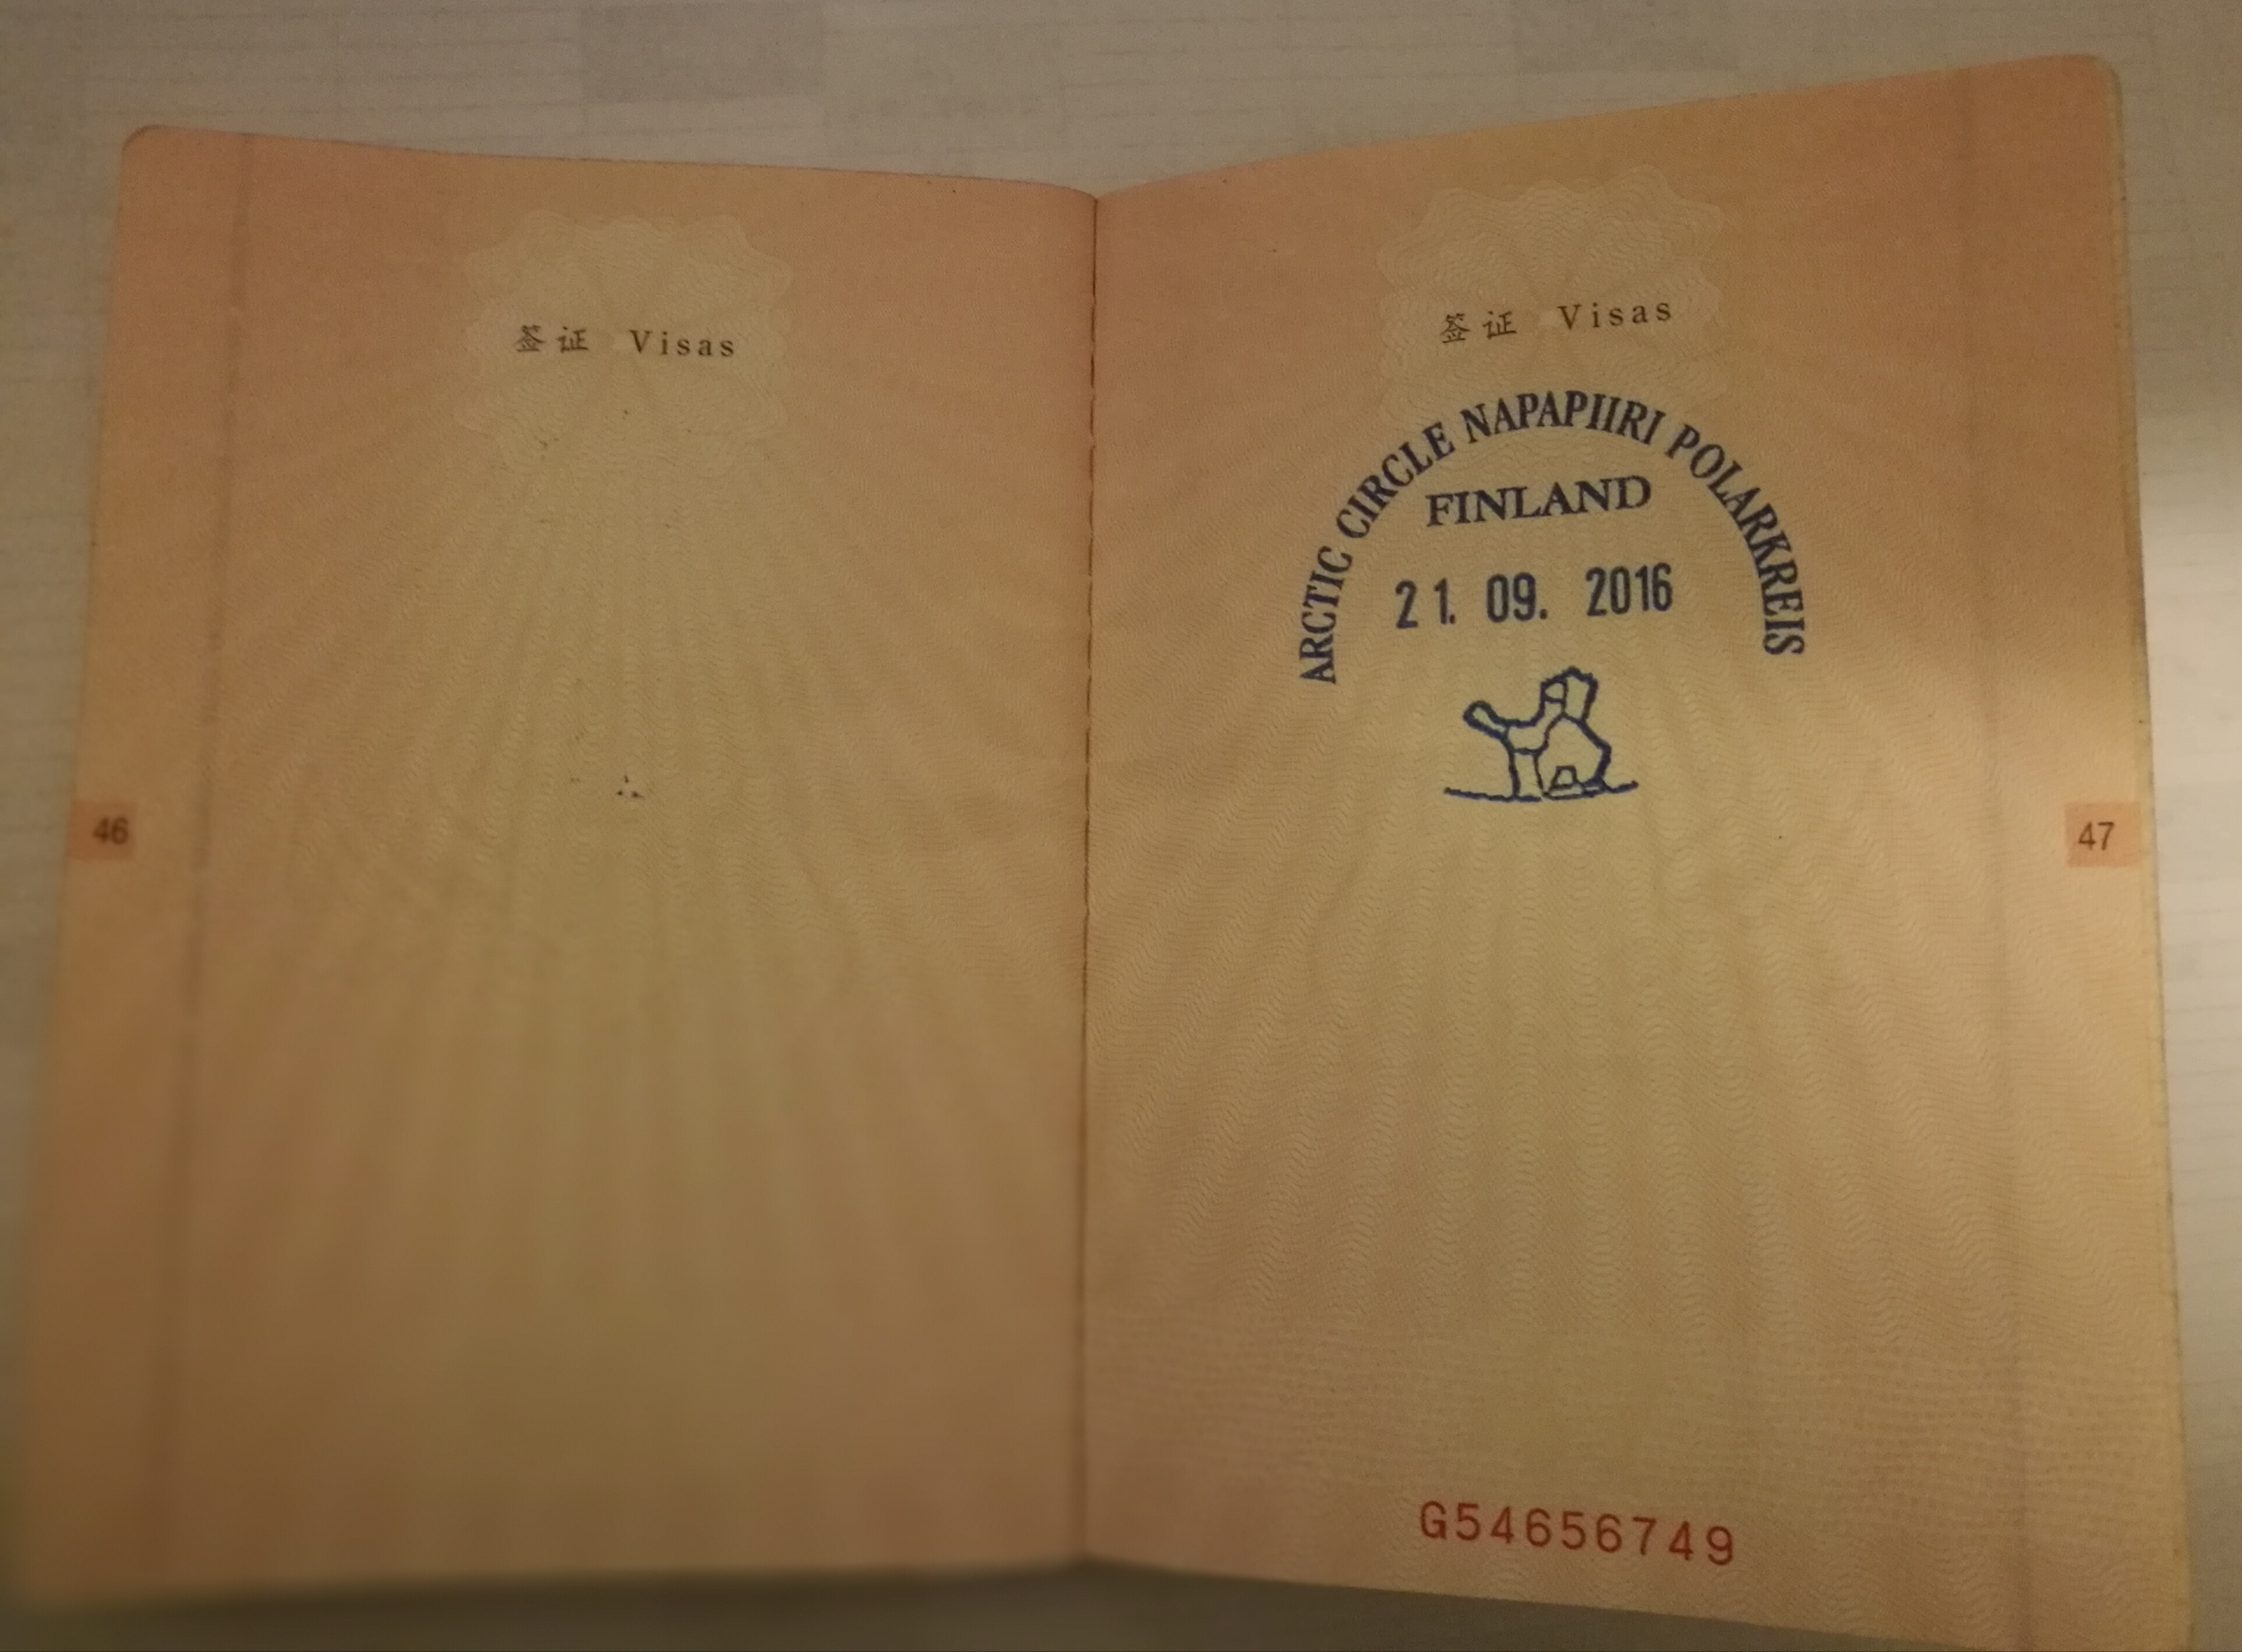 签证 Visas
46
签证 Visas
ARCTIC CIRCLE NAPAPIIRI POLARKREIS
FINLAND
21. 09. 2016
47
G54656749